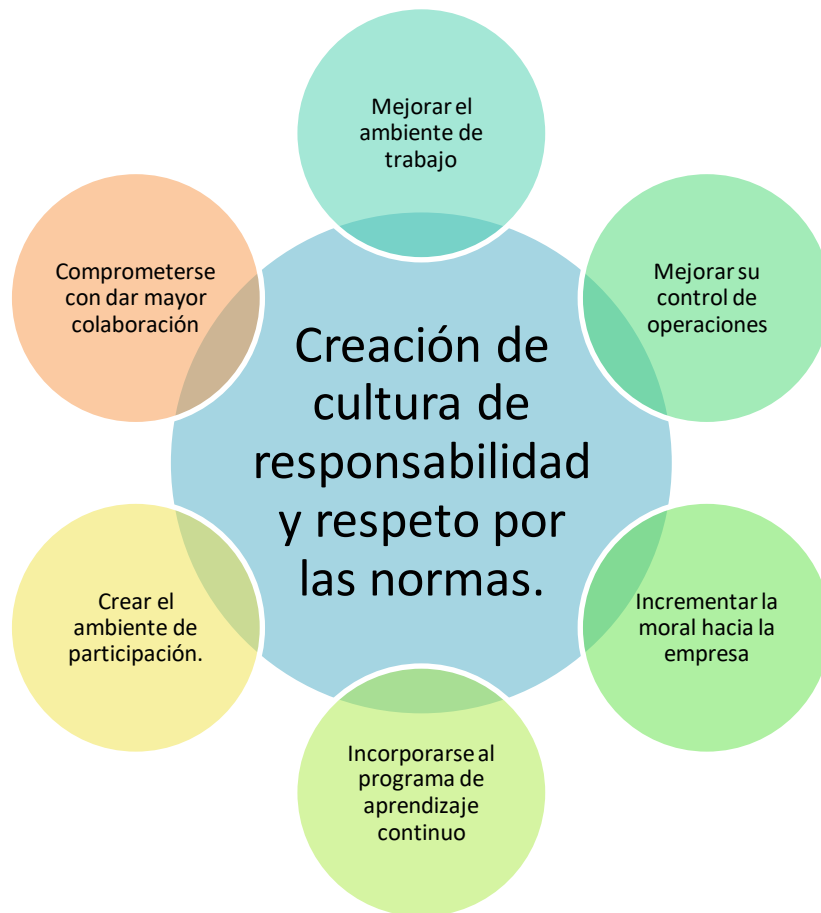 Mejorar el
ambiente de
trabajo
Mejorar su
control de
operaciones
Incrementar la
moral hacia la
empresa
Incorporarse al
programa de
aprendizaje
continuo
Crear el
ambiente de
participación.
Comprometerse
con dar mayor
colaboración
Creación de
cultura de
responsabilidad
y respeto por
las normas.